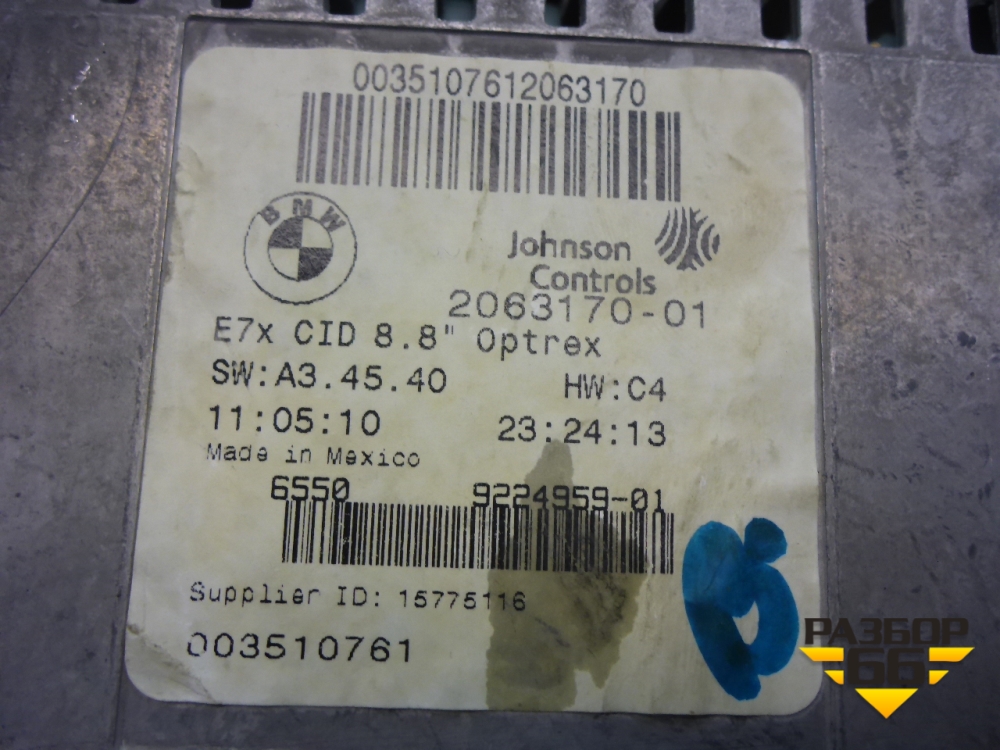 0035107612063170
BMW
Johnson
Controls
2063170-01
E7x CID 8.8" Optrex
SW:A3.45.40 HW:C4
11:05:10 23:24:13
Made in Mexico
6550 9224959-01
Supplier ID: 15775116
003510761
РАЗБОР
66